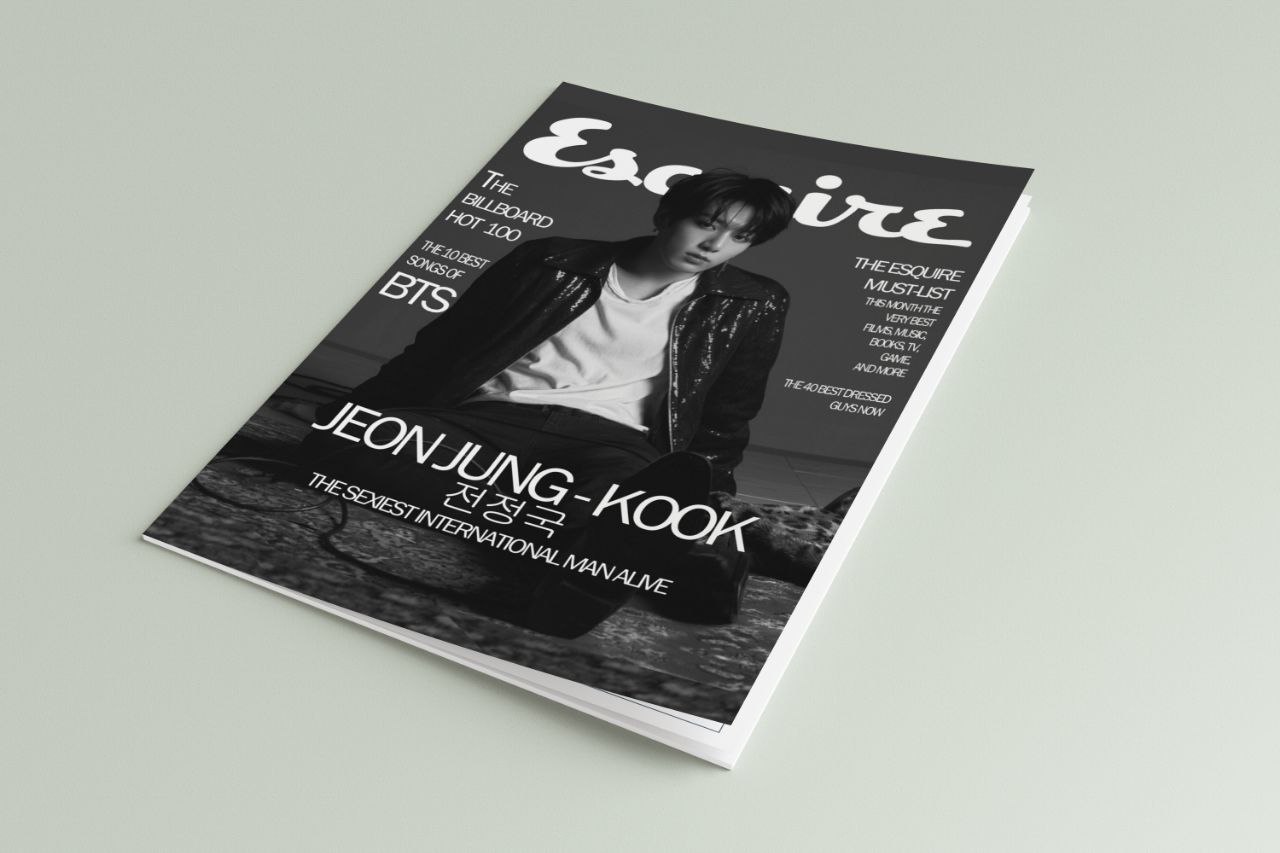 Esquire
THE
BILLBOARD
HOT 100
THE 10 BEST
SONGS OF
BTS
THE ESQUIRE
MUST-LIST
THIS MONTH THE
VERY BEST
FILMS, MUSIC,
BOOKS, TV,
GAME,
AND MORE
THE 40 BEST DRESSED
GUYS NOW
JEON JUNG - KOOK
전정국
THE SEXIEST INTERNATIONAL MAN ALIVE